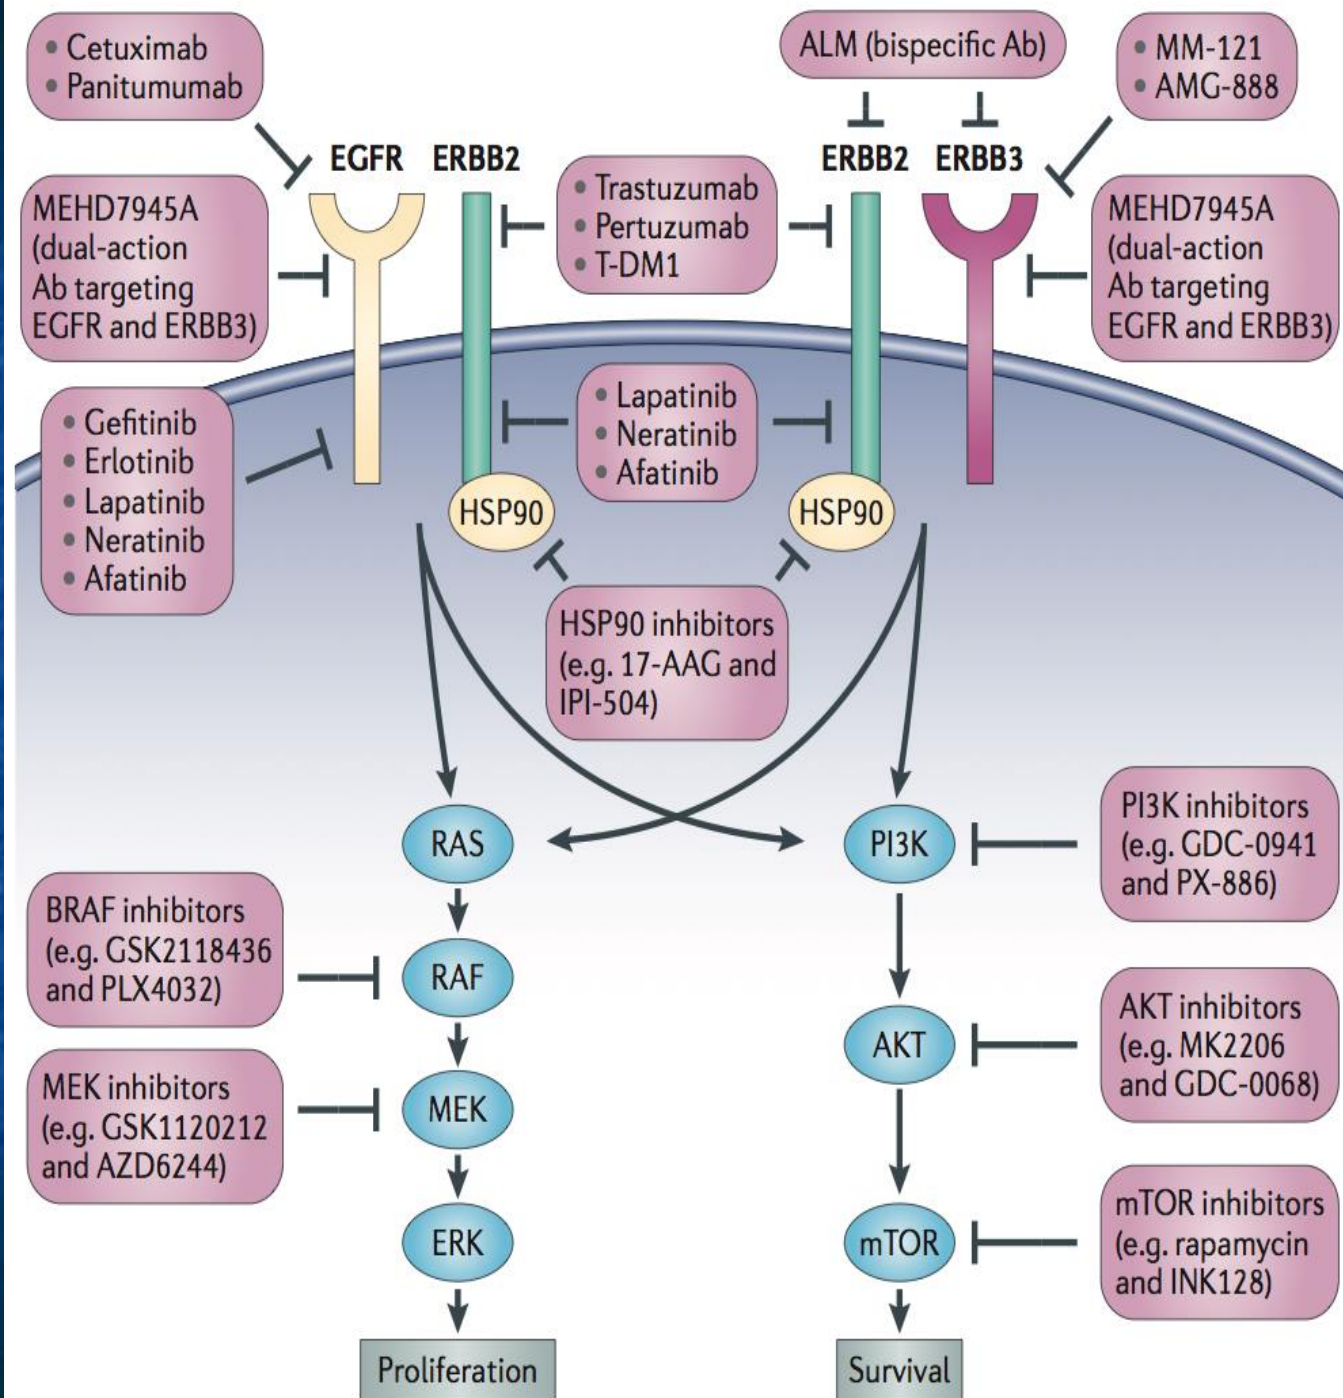 • Cetuximab
• Panitumumab
ALM (bispecific Ab)
• MM-121
• AMG-888
EGFR
ERBB2
ERBB2
ERBB3
MEHD7945A
(dual-action
Ab targeting
EGFR and ERBB3)
• Trastuzumab
• Pertuzumab
• T-DM1
MEHD7945A
(dual-action
Ab targeting
EGFR and ERBB3)
• Gefitinib
• Erlotinib
• Lapatinib
• Neratinib
• Afatinib
• Lapatinib
• Neratinib
• Afatinib
HSP90
HSP90
HSP90 inhibitors
(e.g. 17-AAG and
IPI-504)
RAS
PI3K
PI3K inhibitors
(e.g. GDC-0941
and PX-886)
BRAF inhibitors
(e.g. GSK2118436
and PLX4032)
RAF
AKT
AKT inhibitors
(e.g. MK2206
and GDC-0068)
MEK inhibitors
(e.g. GSK1120212
and AZD6244)
MEK
ERK
mTOR
mTOR inhibitors
(e.g. rapamycin
and INK128)
Proliferation
Survival